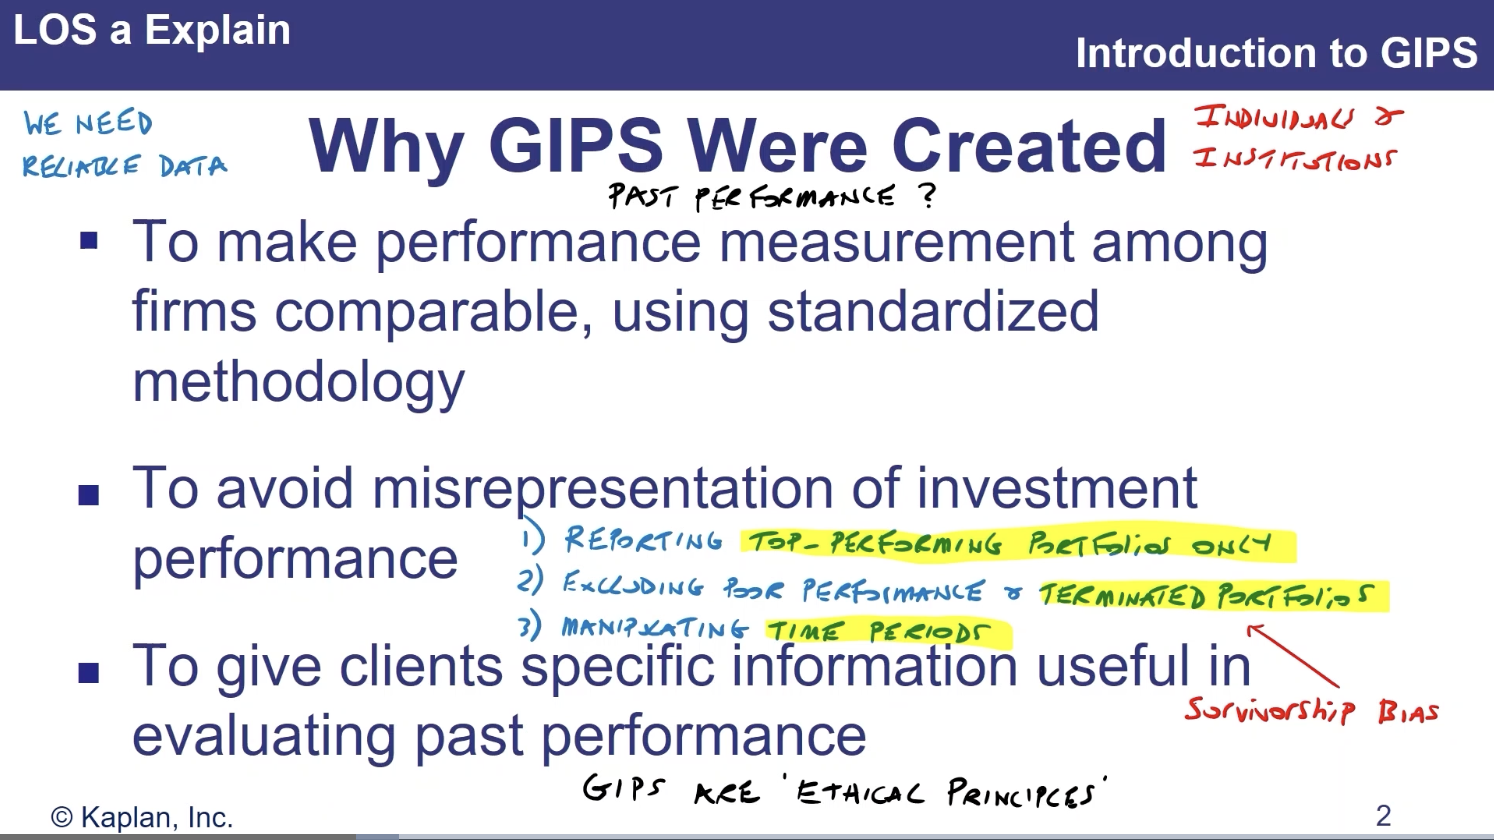 LOS a Explain
Introduction to GIPS
WE NEED
RELIABLE DATA
Why GIPS Were Created
INDIVIDUALS &
INSTITUTIONS
PAST PERFORMANCE ?
▪ To make performance measurement among
firms comparable, using standardized
methodology
▪ To avoid misrepresentation of investment
performance
1) REPORTING TOP-PERFORMING PORTFOLIOS ONLY
2) EXCLUDING POOR PERFORMANCE & TERMINATED PORTFOLIOS
3) MANIPULATING TIME PERIODS
▪ To give clients specific information useful in
evaluating past performance
SURVIVORSHIP BIAS
GIPS ARE 'ETHICAL PRINCIPLES'
© Kaplan, Inc.
2